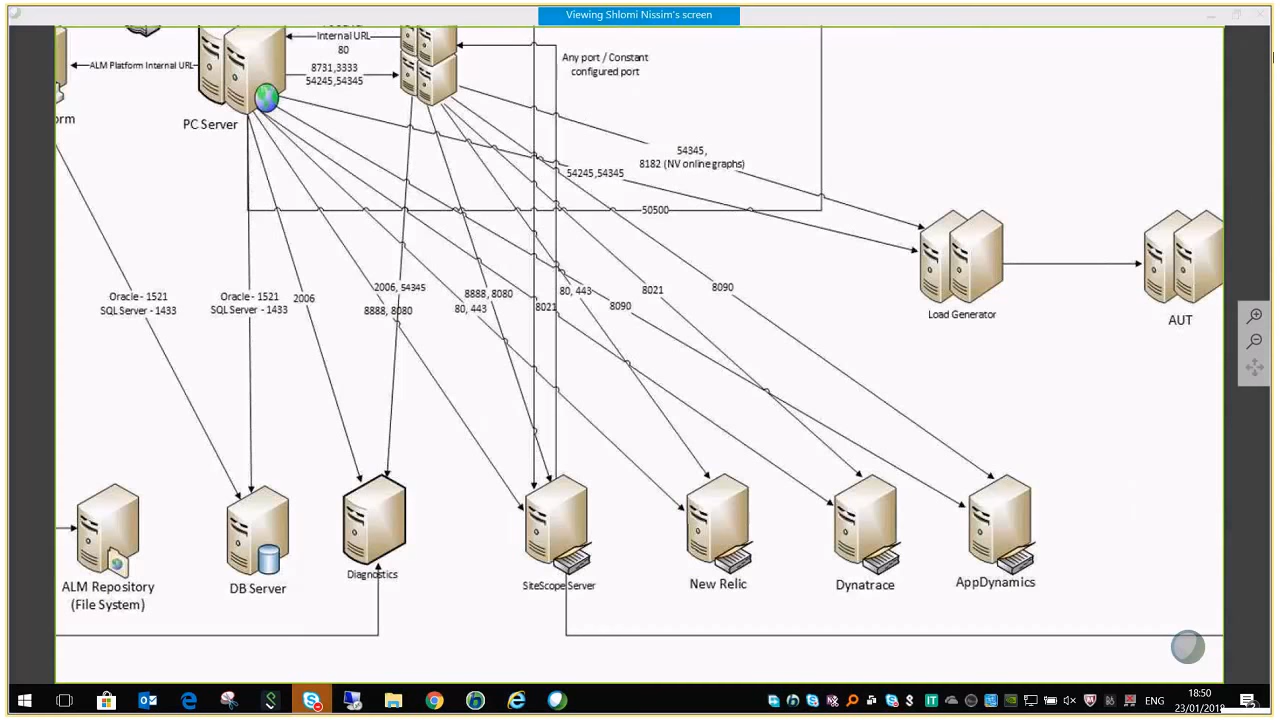 Viewing Shlomi Nissim's screen
Internal URL
80
ALM Platform Internal URL
8731,3333
54245,54345
Any port / Constant
configured port
PC Server
54345,
8182 (NV online graphs)
54245,54345
50500
Oracle - 1521
SQL Server - 1433
Oracle - 1521
SQL Server - 1433
2006
2006, 54345
8888, 8080
8888, 8080
80, 443
8021
80, 443
8090
8021
8090
Load Generator
AUT
ALM Repository
(File System)
DB Server
Diagnostics
SiteScope Server
New Relic
Dynatrace
AppDynamics
ENG
18:50
23/01/2018